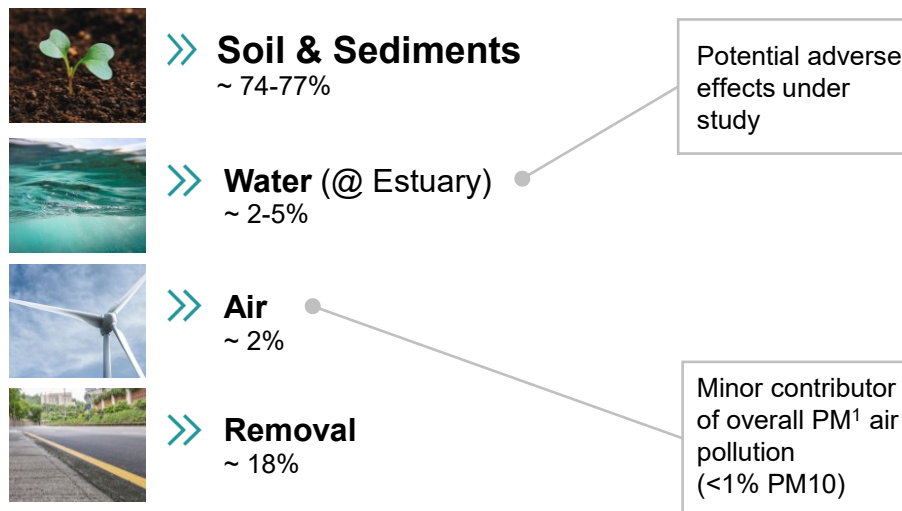 Soil & Sediments
~ 74-77%
Potential adverse
effects under
study
Water (@ Estuary)
~ 2-5%
Air
~ 2%
Minor contributor
of overall PM¹ air
pollution
(<1% PM10)
Removal
~ 18%